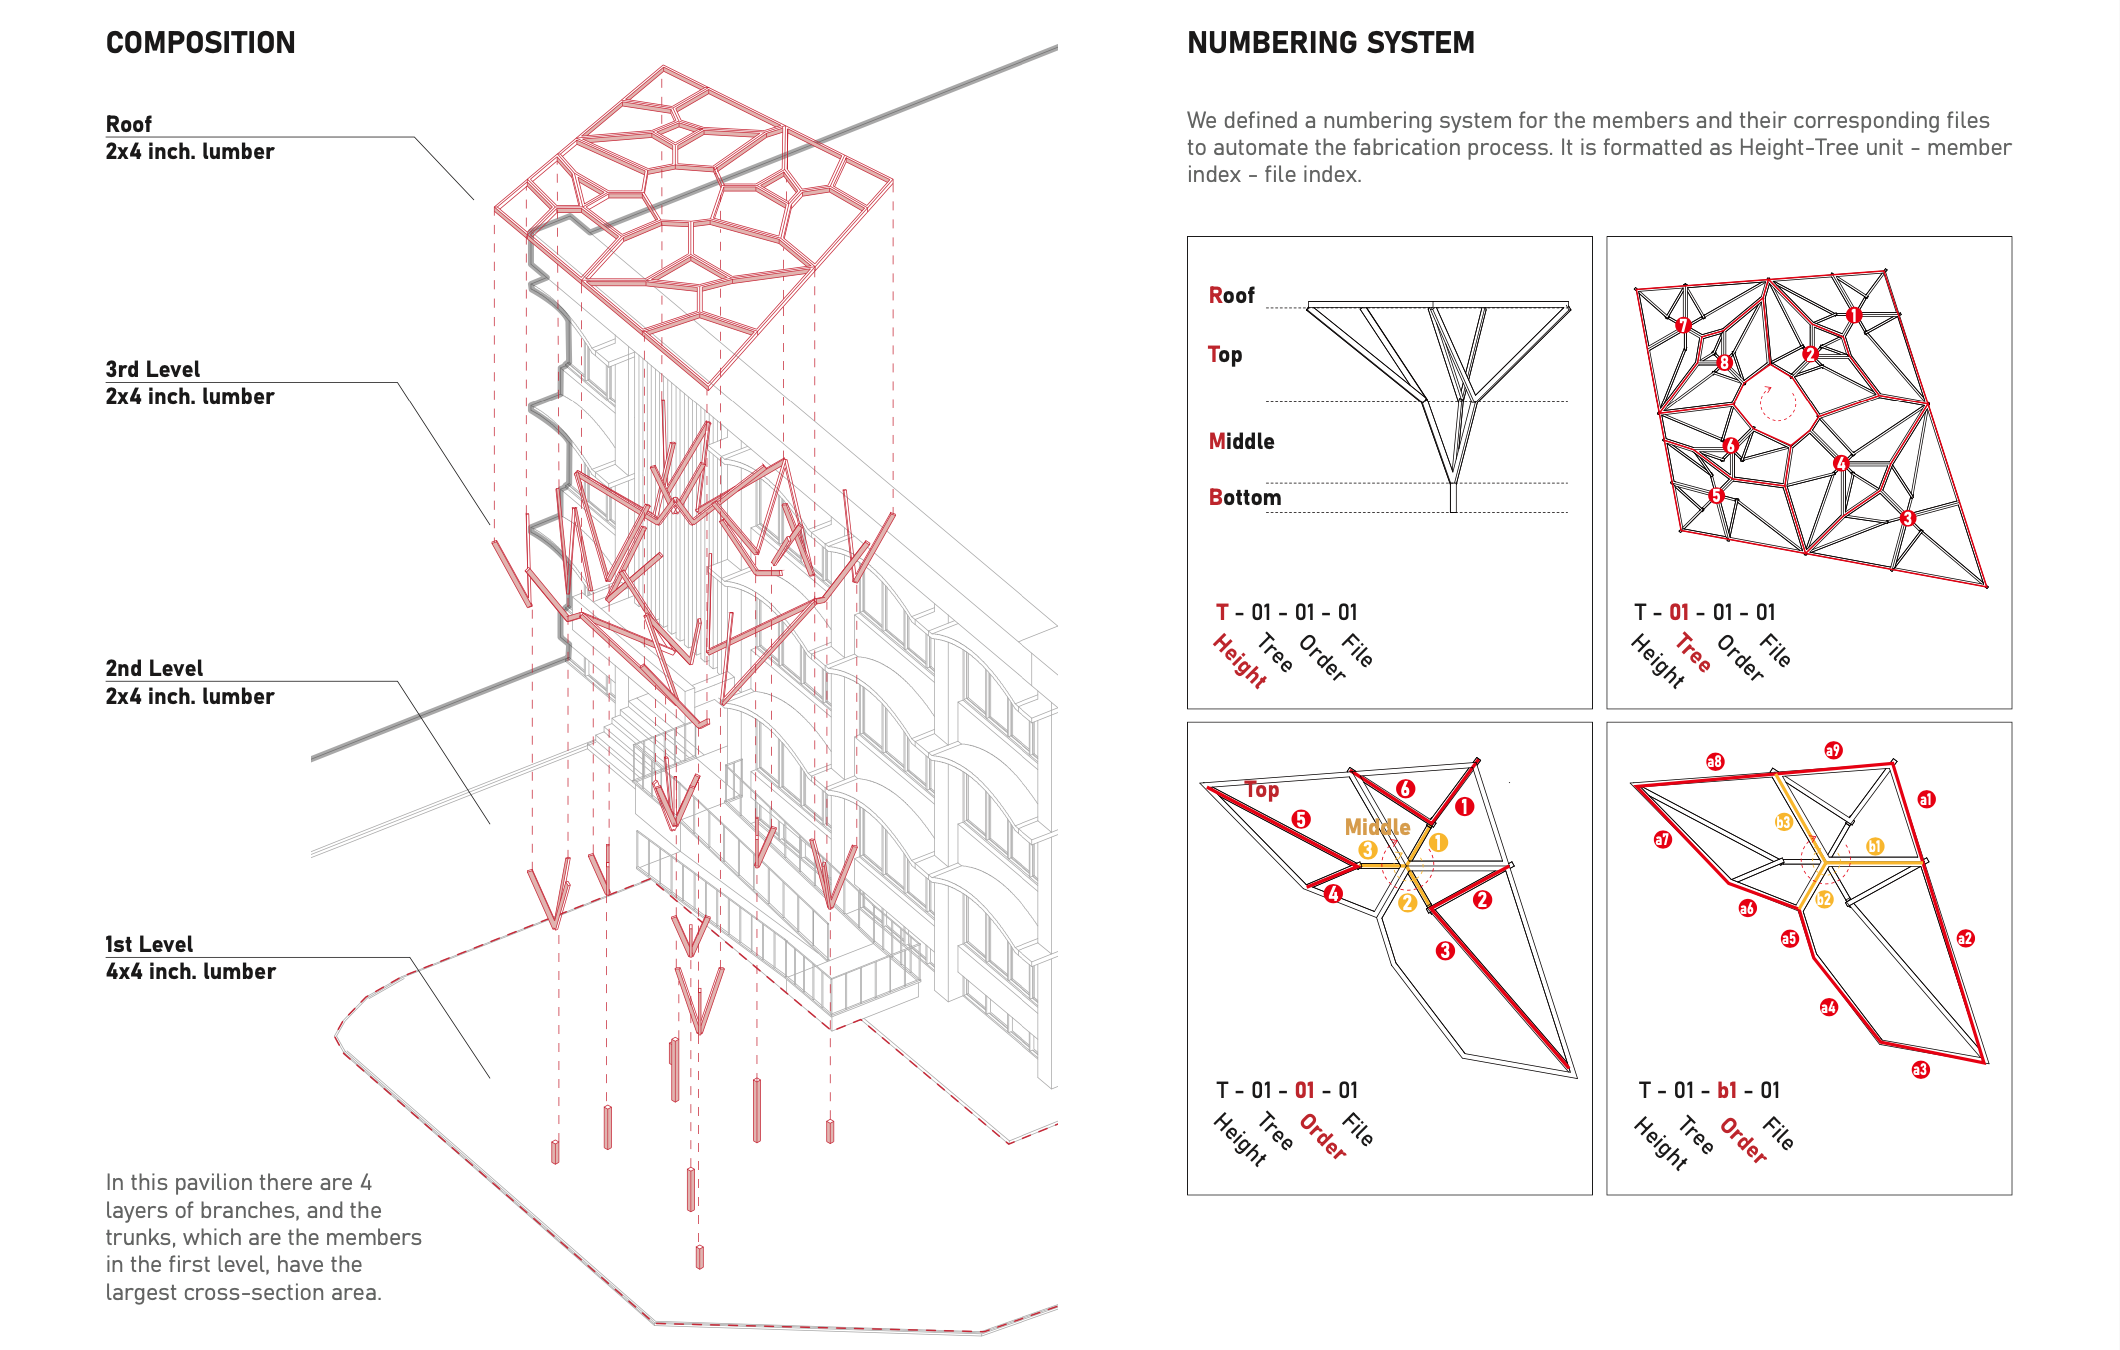 COMPOSITION
Roof
2x4 inch. lumber
3rd Level
2x4 inch. lumber
2nd Level
2x4 inch. lumber
1st Level
4x4 inch. lumber
In this pavilion there are 4
layers of branches, and the
trunks, which are the members
in the first level, have the
largest cross-section area.
NUMBERING SYSTEM
We defined a numbering system for the members and their corresponding files
to automate the fabrication process. It is formatted as Height-Tree unit - member
index - file index.
Roof
Top
Middle
Bottom
T - 01 - 01 - 01
Height Tree Order File
1
7
2
8
6
4
5
3
T - 01 - 01 - 01
Height Tree Order File
Top
6
1
5
Middle
1
3
4
2
2
3
T - 01 - 01 - 01
Height Tree Order File
a9
a8
a1
b3
a7
b1
b2
a6
a5
a2
a4
a3
T - 01 - b1 - 01
Height Tree Order File